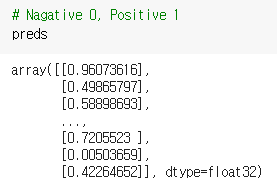 # Nagative 0, Positive 1
preds
array([[0.96073616],
[0.49865797],
[0.58898693],
...,
[0.7205523 ],
[0.00503659],
[0.42264652]], dtype=float32)